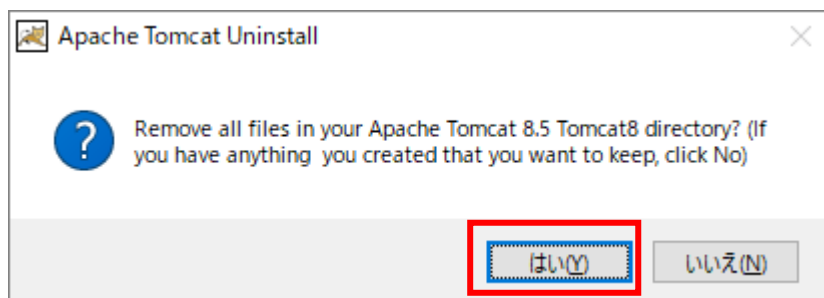 Apache Tomcat Uninstall
Remove all files in your Apache Tomcat 8.5 Tomcat8 directory? (If
you have anything  you created that you want to keep, click No)
はい(Y)
いいえ(N)